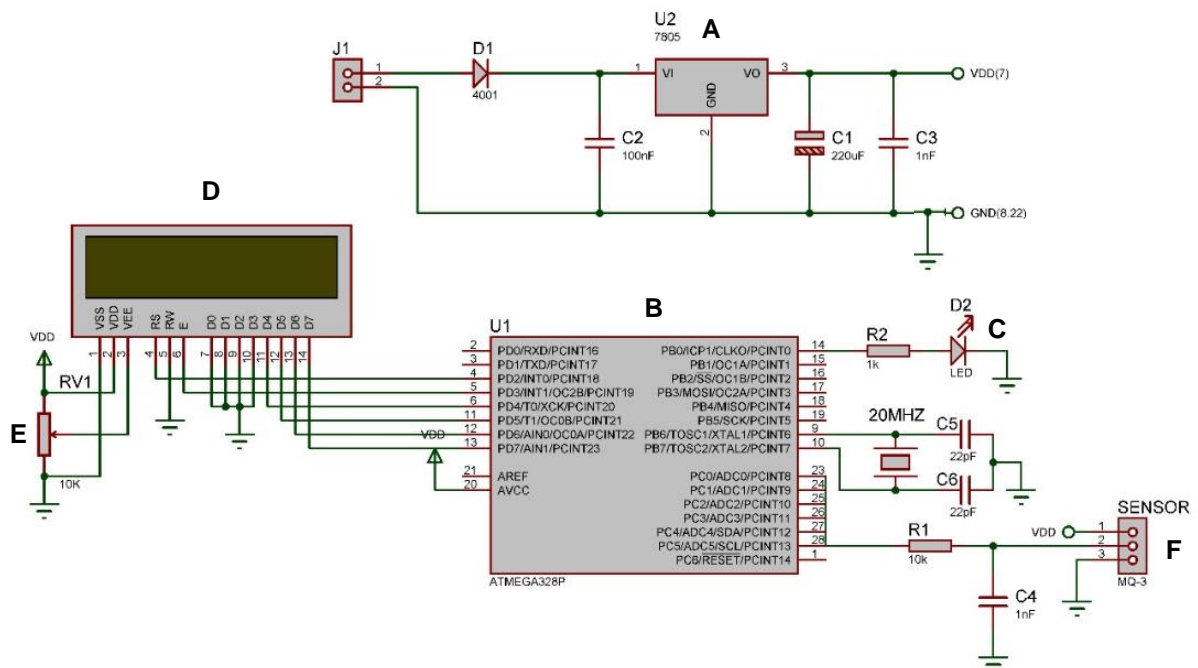 U2
7805
A
J1
1
2
D1
4001
1
VI
VO
3
GND
2
VDD(7)
C2
100nF
C1
220uF
C3
1nF
GND(8.22)
D
VSS
VDD
VEE
RS
RW
E
D0
D1
D2
D3
D4
D5
D6
D7
1
2
3
4
5
6
7
8
9
10
11
12
13
14
VDD
RV1
E
10K
B
U1
2 PD0/RXD/PCINT16
3 PD1/TXD/PCINT17
4 PD2/INT0/PCINT18
5 PD3/INT1/OC2B/PCINT19
6 PD4/T0/XCK/PCINT20
11 PD5/T1/OC0B/PCINT21
12 PD6/AIN0/OC0A/PCINT22
13 PD7/AIN1/PCINT23
VDD
21 AREF
20 AVCC
PB0/ICP1/CLKO/PCINT0 14
PB1/OC1A/PCINT1 15
PB2/SS/OC1B/PCINT2 16
PB3/MOSI/OC2A/PCINT3 17
PB4/MISO/PCINT4 18
PB5/SCK/PCINT5 19
PB6/TOSC1/XTAL1/PCINT6 9
PB7/TOSC2/XTAL2/PCINT7 10
PC0/ADC0/PCINT8 23
PC1/ADC1/PCINT9 24
PC2/ADC2/PCINT10 25
PC3/ADC3/PCINT11 26
PC4/ADC4/SDA/PCINT12 27
PC5/ADC5/SCL/PCINT13 28
PC6/RESET/PCINT14 1
ATMEGA328P
R2
1k
D2
C
LED
20MHZ
C5
22pF
C6
22pF
R1
10k
C4
1nF
SENSOR
VDD
1
2
3
F
MQ-3